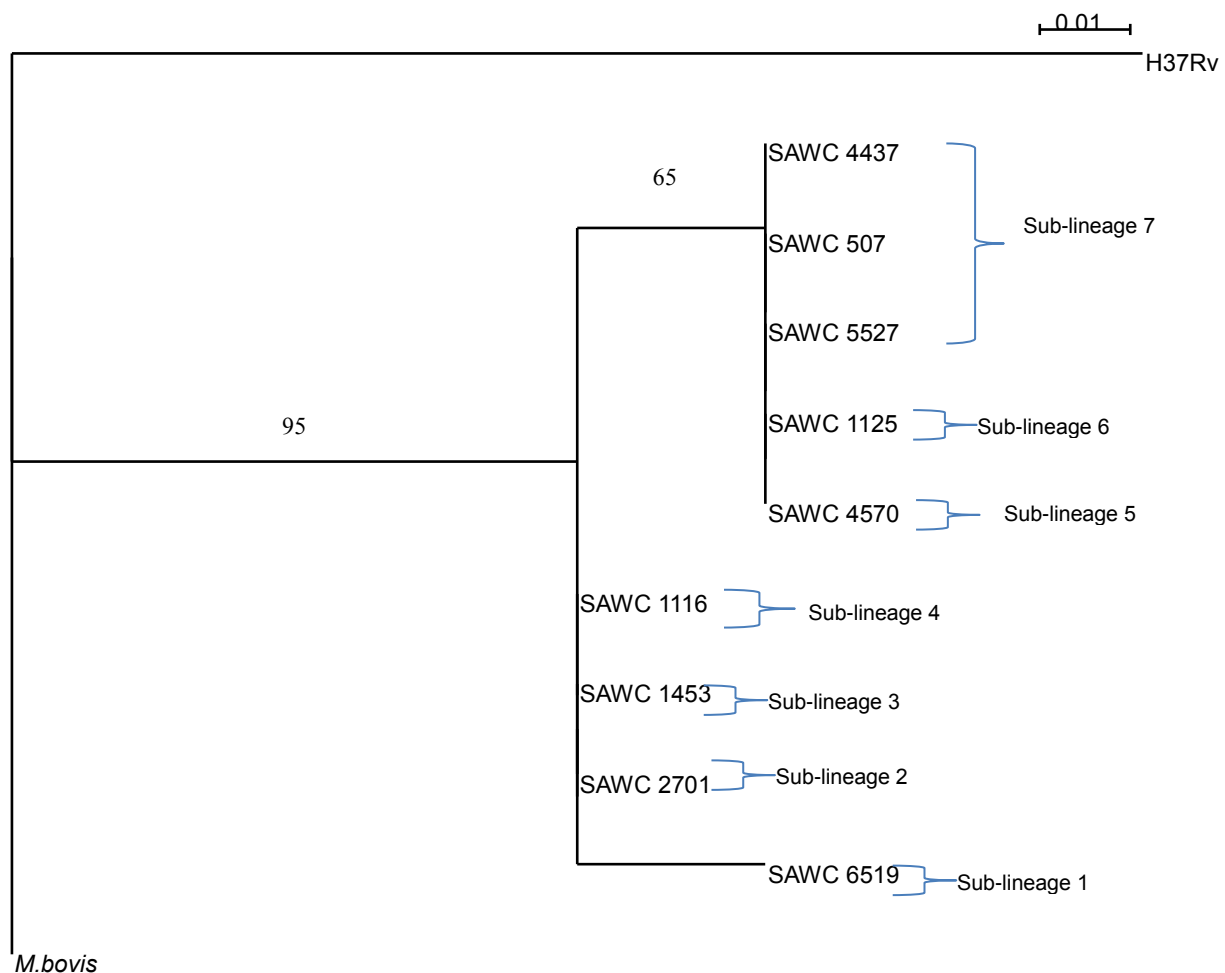 0.01
H37Rv
SAWC 4437
65
Sub-lineage 7
SAWC 507
SAWC 5527
95
SAWC 1125
Sub-lineage 6
SAWC 4570
Sub-lineage 5
SAWC 1116
Sub-lineage 4
SAWC 1453
Sub-lineage 3
SAWC 2701
Sub-lineage 2
SAWC 6519
Sub-lineage 1
M.bovis